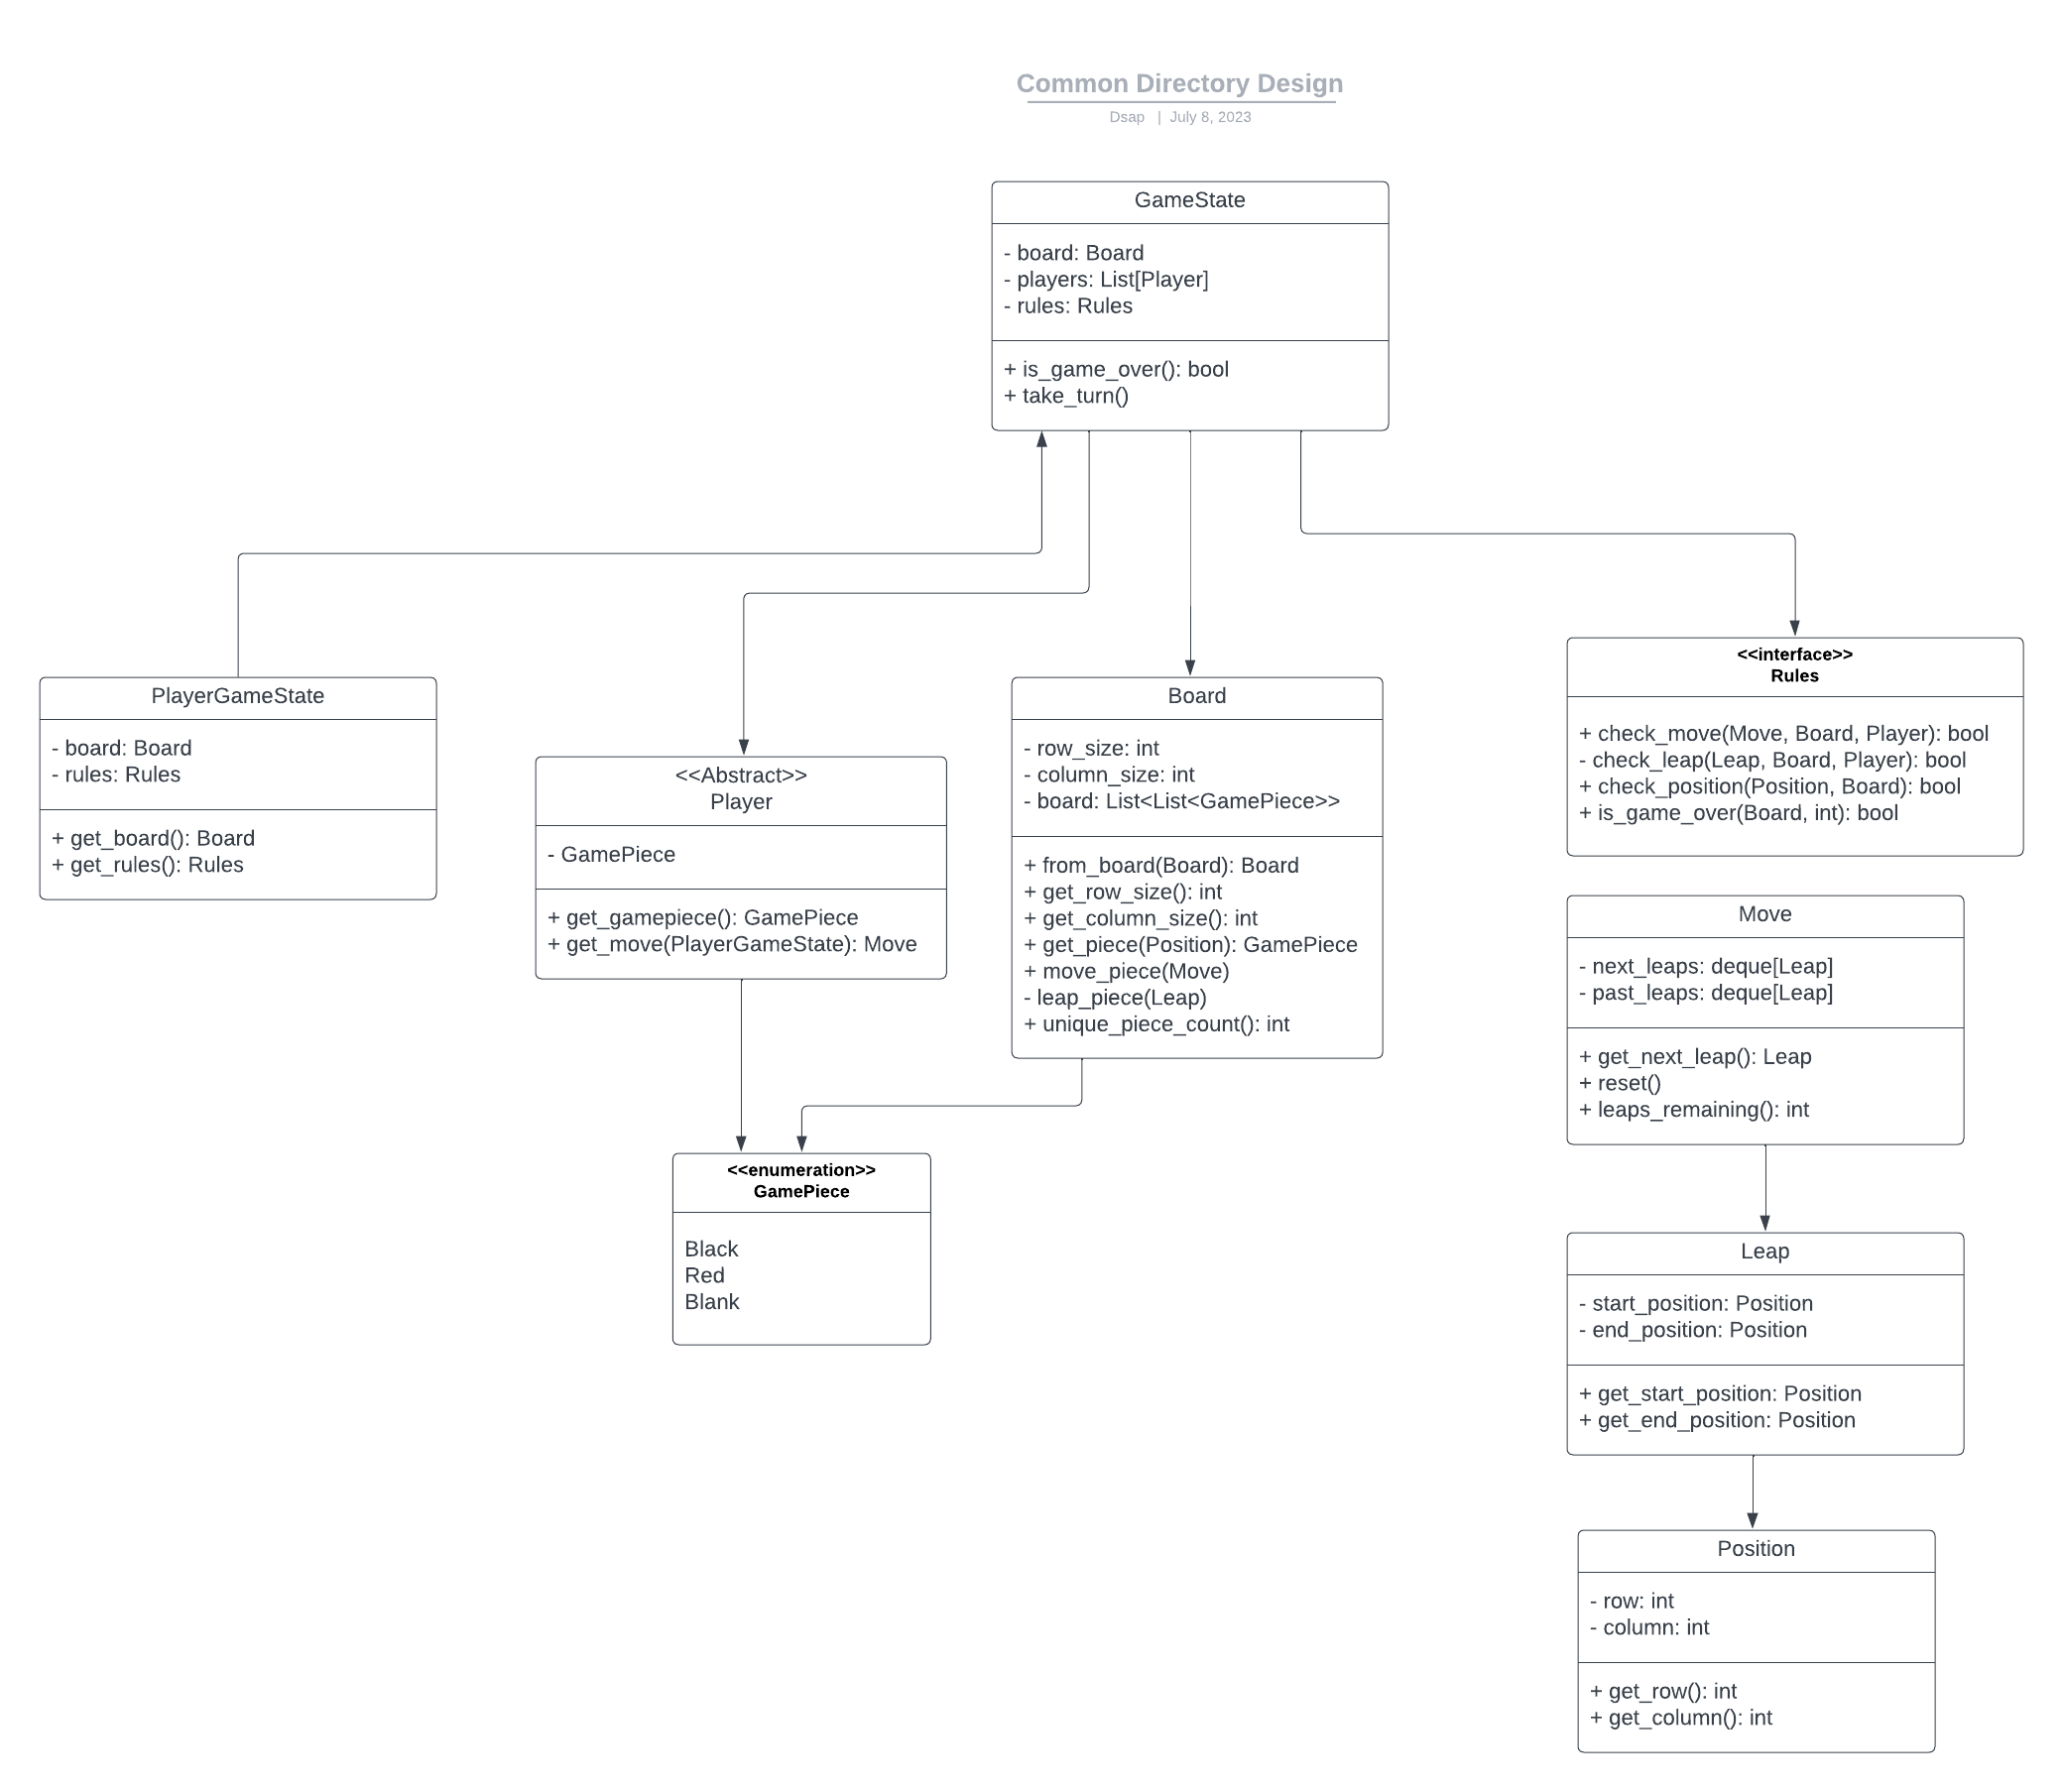 Common Directory Design
Dsap | July 8, 2023
GameState
- board: Board
- players: List[Player]
- rules: Rules
+ is_game_over(): bool
+ take_turn()
PlayerGameState
- board: Board
- rules: Rules
+ get_board(): Board
+ get_rules(): Rules
<<Abstract>>
Player
- GamePiece
+ get_gamepiece(): GamePiece
+ get_move(PlayerGameState): Move
Board
- row_size: int
- column_size: int
- board: List<List<GamePiece>>
+ from_board(Board): Board
+ get_row_size(): int
+ get_column_size(): int
+ get_piece(Position): GamePiece
+ move_piece(Move)
- leap_piece(Leap)
+ unique_piece_count(): int
<<interface>>
Rules
+ check_move(Move, Board, Player): bool
- check_leap(Leap, Board, Player): bool
+ check_position(Position, Board): bool
+ is_game_over(Board, int): bool
Move
- next_leaps: deque[Leap]
- past_leaps: deque[Leap]
+ get_next_leap(): Leap
+ reset()
+ leaps_remaining(): int
<<enumeration>>
GamePiece
Black
Red
Blank
Leap
- start_position: Position
- end_position: Position
+ get_start_position: Position
+ get_end_position: Position
Position
- row: int
- column: int
+ get_row(): int
+ get_column(): int